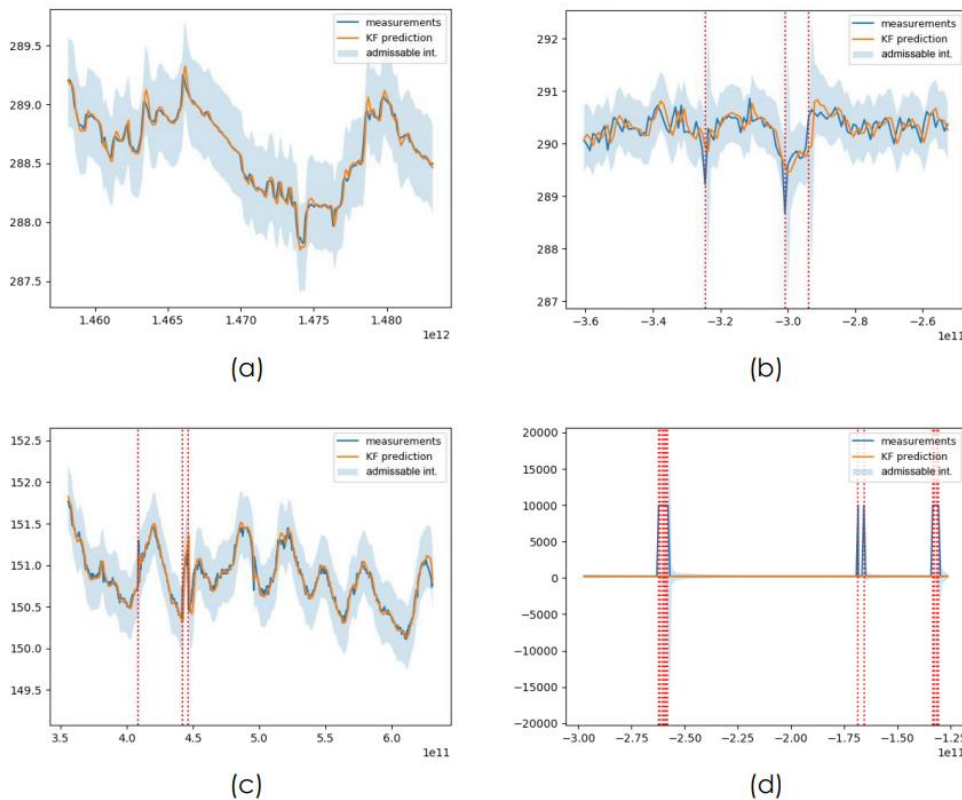 289.5
289.0
288.5
288.0
287.5
measurements
KF prediction
admissable int.
1.460
1.465
1.470
1.475
1.480
1e12
(a)
292
291
290
289
288
287
measurements
KF prediction
admissable int.
−3.6
−3.4
−3.2
−3.0
−2.8
−2.6
1e11
(b)
152.5
152.0
151.5
151.0
150.5
150.0
149.5
measurements
KF prediction
admissable int.
3.5
4.0
4.5
5.0
5.5
6.0
1e11
(c)
20000
15000
10000
5000
0
−5000
−10000
−15000
−20000
measurements
KF prediction
admissable int.
−3.00
−2.75
−2.50
−2.25
−2.00
−1.75
−1.50
−1.25
1e11
(d)